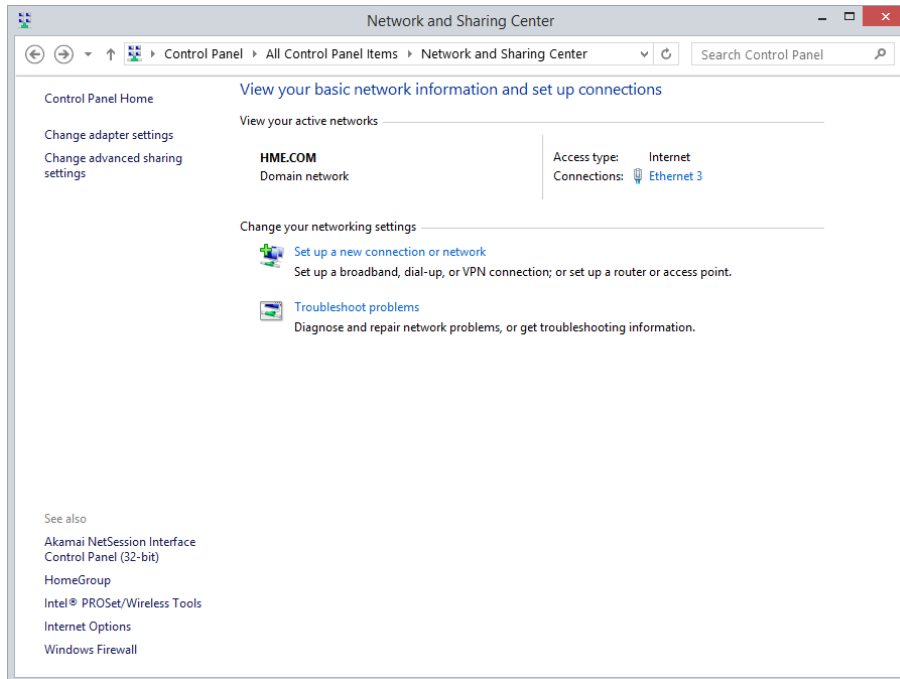 Network and Sharing Center
Control Panel All Control Panel Items Network and Sharing Center Search Control Panel
Control Panel Home
Change adapter settings
Change advanced sharing
settings
View your basic network information and set up connections
View your active networks
HME.COM
Domain network
Access type: Internet
Connections: Ethernet 3
Change your networking settings
Set up a new connection or network
Set up a broadband, dial-up, or VPN connection; or set up a router or access point.
Troubleshoot problems
Diagnose and repair network problems, or get troubleshooting information.
See also
Akamai NetSession Interface
Control Panel (32-bit)
HomeGroup
Intel® PROSet/Wireless Tools
Internet Options
Windows Firewall